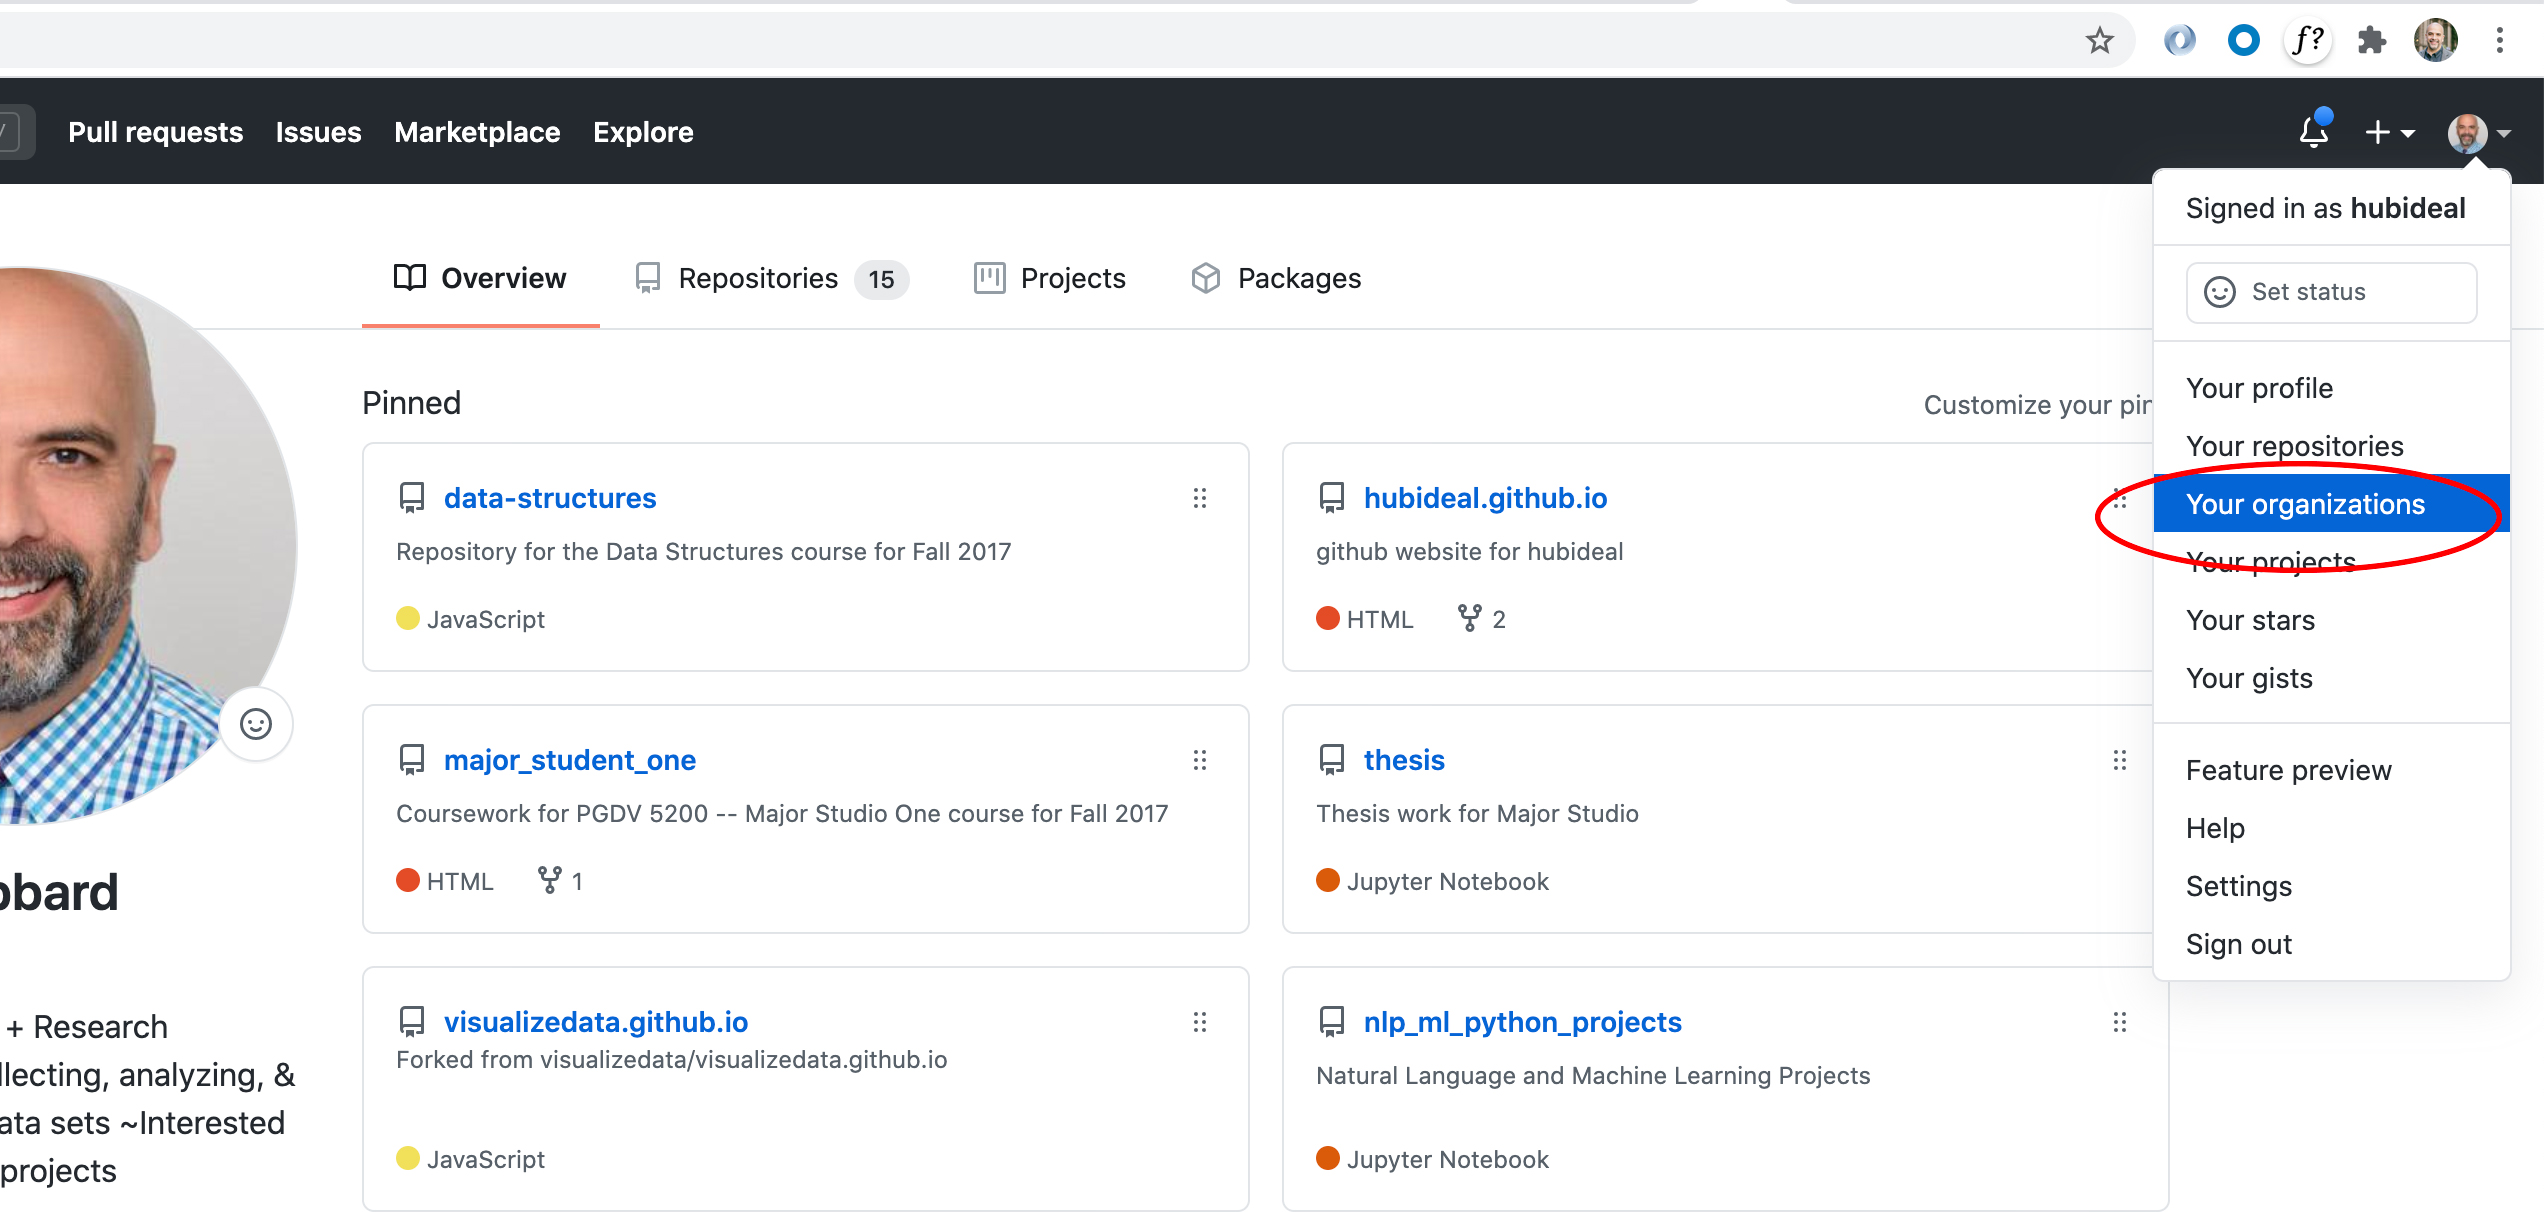 f?
/
Pull requests Issues Marketplace Explore
Signed in as hubideal
Set status
Your profile
Your repositories
Your organizations
Your projects
Your stars
Your gists
Feature preview
Help
Settings
Sign out
Overview Repositories 15 Projects Packages
Pinned
Customize your pin
data-structures
Repository for the Data Structures course for Fall 2017
JavaScript
hubideal.github.io
github website for hubideal
HTML 2
major_student_one
Coursework for PGDV 5200 -- Major Studio One course for Fall 2017
HTML 1
thesis
Thesis work for Major Studio
Jupyter Notebook
visualizedata.github.io
Forked from visualizedata/visualizedata.github.io
JavaScript
nlp_ml_python_projects
Natural Language and Machine Learning Projects
Jupyter Notebook
bbard
+ Research
llecting, analyzing, &
ata sets ~Interested
projects